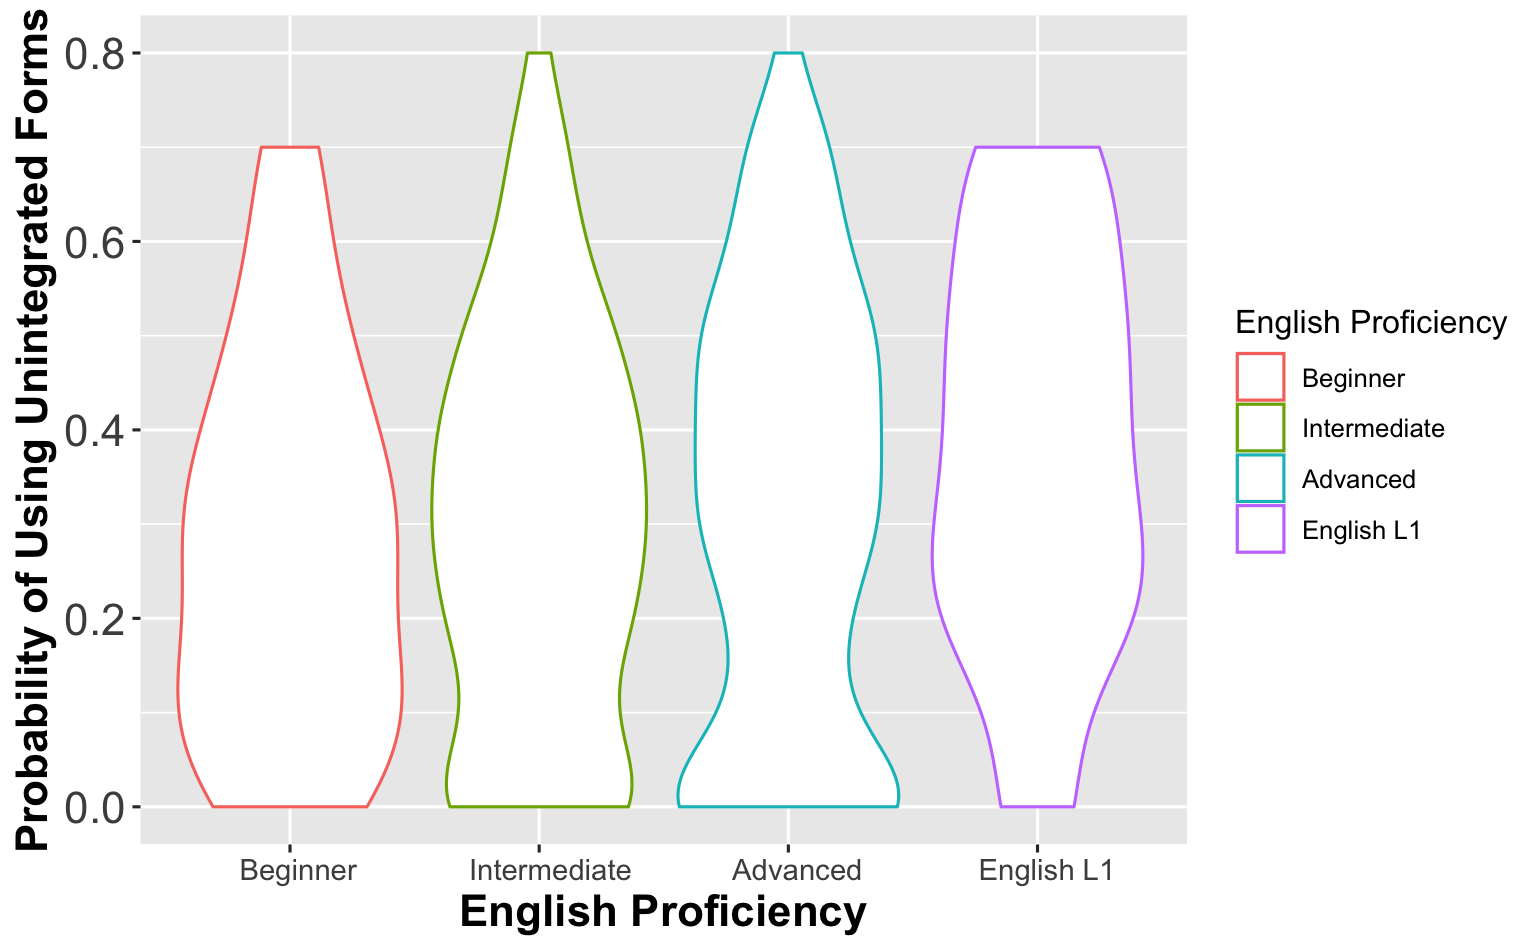 Probability of Using Unintegrated Forms
0.8
0.6
0.4
0.2
0.0
Beginner Intermediate Advanced English L1
English Proficiency
English Proficiency
Beginner
Intermediate
Advanced
English L1